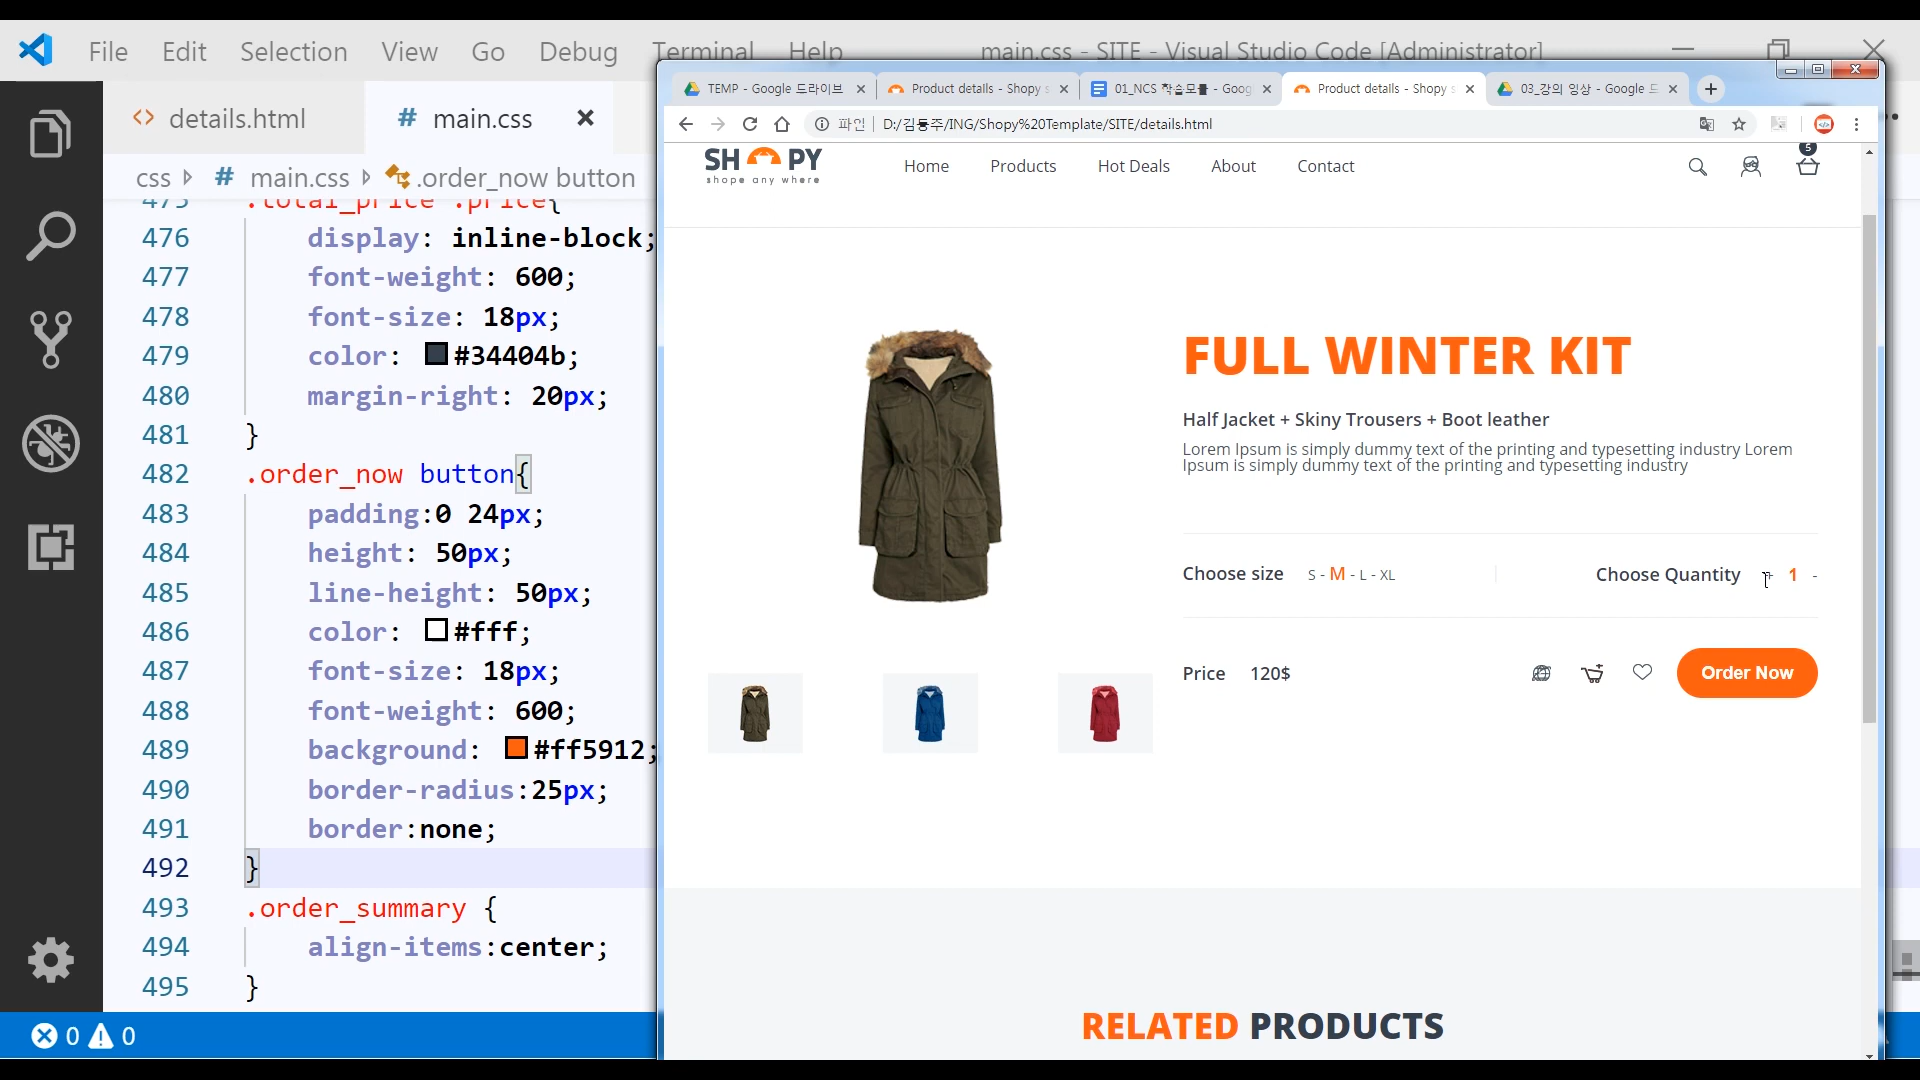 File Edit Selection View Go Debug Terminal Help main.css - SITE - Visual Studio Code [Administrator]
details.html
# main.css
css # main.css .order_now button
475 .total_price .price{
476 display: inline-block;
477 font-weight: 600;
478 font-size: 18px;
479 color: #34404b;
480 margin-right: 20px;
481 }
482 .order_now button{
483 padding:0 24px;
484 height: 50px;
485 line-height: 50px;
486 color: #fff;
487 font-size: 18px;
488 font-weight: 600;
489 background: #ff5912;
490 border-radius:25px;
491 border:none;
492 }
493 .order_summary {
494 align-items:center;
495 }
0 0
TEMP - Google 드라이브
Product details - Shopy s
01_NCS 학습모듈 - Goog
Product details - Shopy s
03_강의 영상 - Google 드
파일 D:/김동주/ING/Shopy%20Template/SITE/details.html
SHOPY
shope any where
Home Products Hot Deals About Contact
5
FULL WINTER KIT
Half Jacket + Skiny Trousers + Boot leather
Lorem Ipsum is simply dummy text of the printing and typesetting industry Lorem
Ipsum is simply dummy text of the printing and typesetting industry
Choose size S - M - L - XL
Choose Quantity + 1 -
Price 120$
Order Now
RELATED PRODUCTS